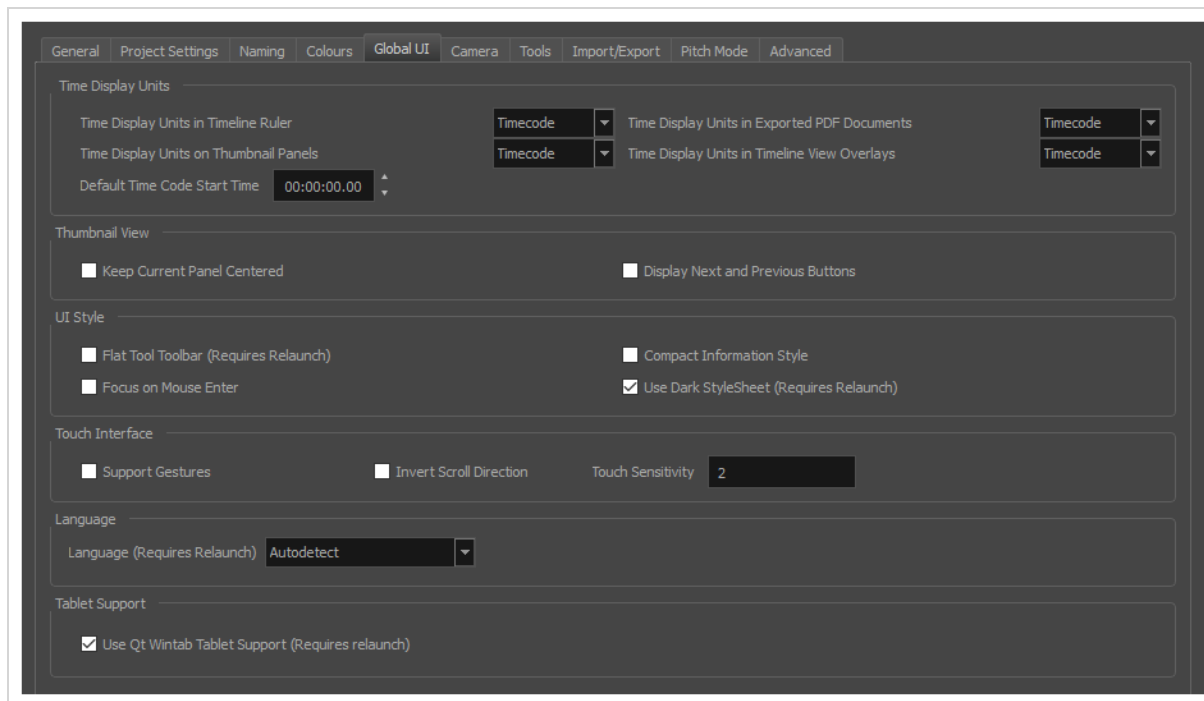 General Project Settings Naming Colours Global UI Camera Tools Import/Export Pitch Mode Advanced
Time Display Units
Time Display Units in Timeline Ruler Timecode Time Display Units in Exported PDF Documents Timecode
Time Display Units on Thumbnail Panels Timecode Time Display Units in Timeline View Overlays Timecode
Default Time Code Start Time 00:00:00.00
Thumbnail View
Keep Current Panel Centered Display Next and Previous Buttons
UI Style
Flat Tool Toolbar (Requires Relaunch) Compact Information Style
Focus on Mouse Enter Use Dark StyleSheet (Requires Relaunch)
Touch Interface
Support Gestures Invert Scroll Direction Touch Sensitivity 2
Language
Language (Requires Relaunch) Autodetect
Tablet Support
Use Qt Wintab Tablet Support (Requires relaunch)